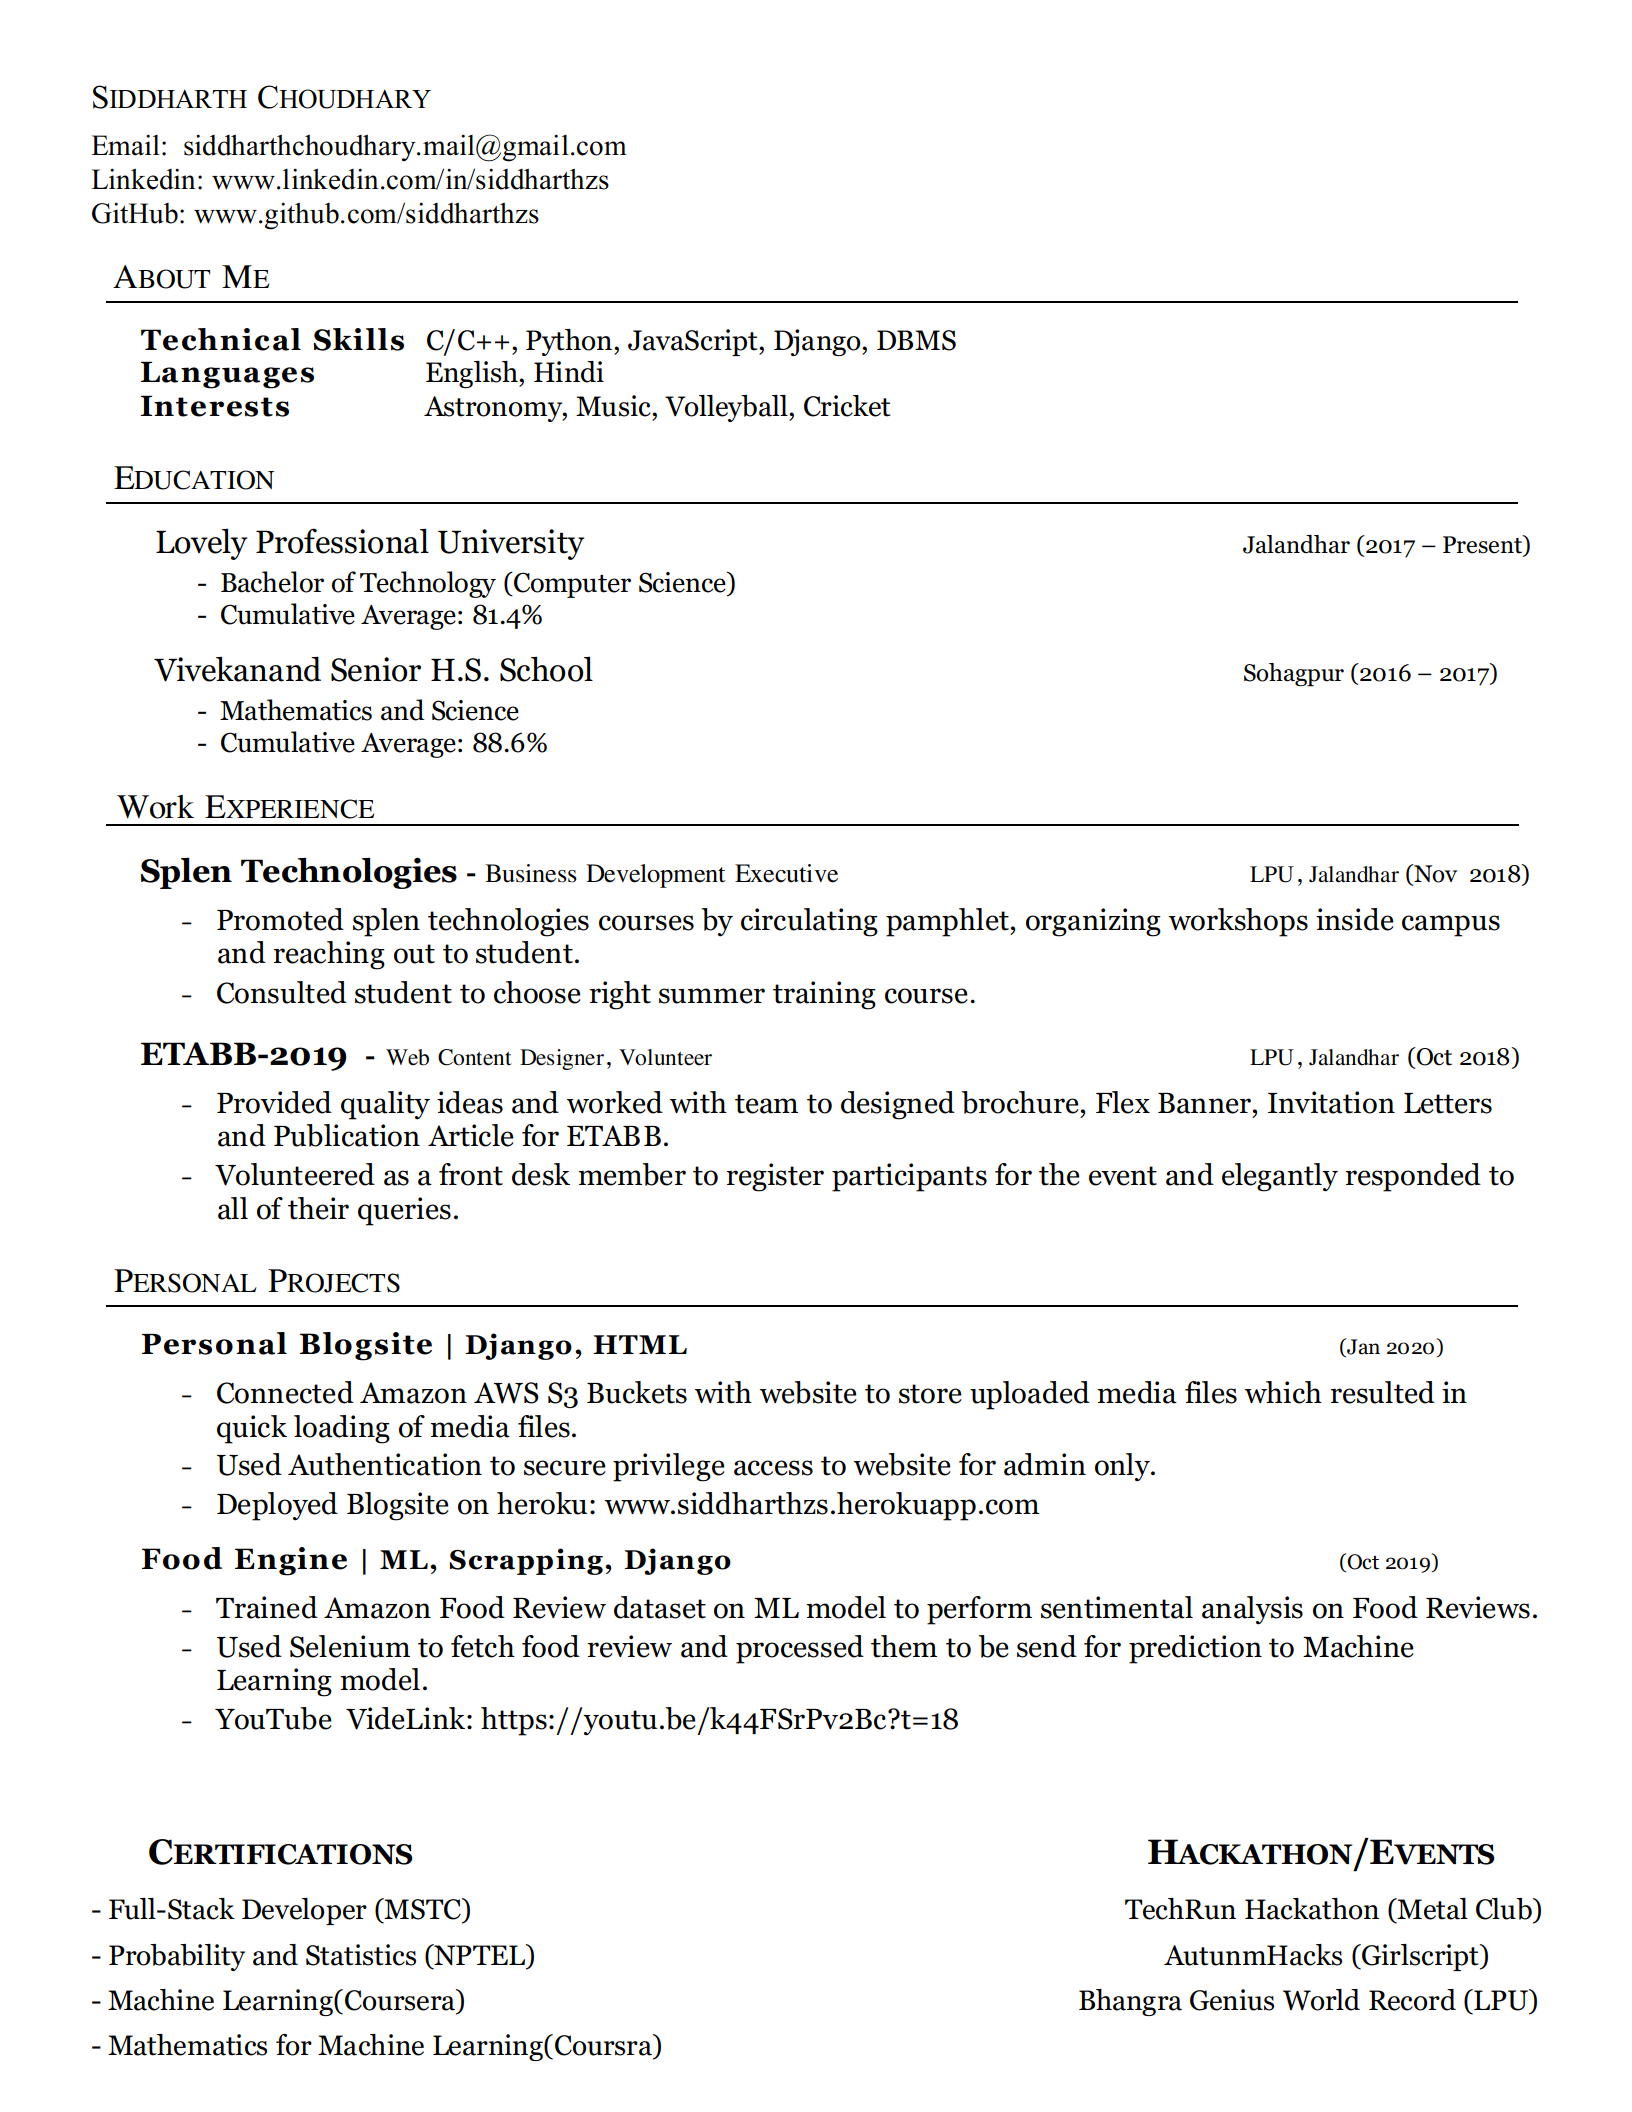 SIDDHARTH CHOUDHARY
Email: siddharthchoudhary.mail@gmail.com
Linkedin: www.linkedin.com/in/siddharthzs
GitHub: www.github.com/siddharthzs
ABOUT ME
Technical Skills C/C++, Python, JavaScript, Django, DBMS
Languages English, Hindi
Interests Astronomy, Music, Volleyball, Cricket
EDUCATION
Lovely Professional University Jalandhar (2017 – Present)
- Bachelor of Technology (Computer Science)
- Cumulative Average: 81.4%
Vivekanand Senior H.S. School Sohagpur (2016 – 2017)
- Mathematics and Science
- Cumulative Average: 88.6%
Work EXPERIENCE
Splen Technologies - Business Development Executive LPU, Jalandhar (Nov 2018)
- Promoted splen technologies courses by circulating pamphlet, organizing workshops inside campus
and reaching out to student.
- Consulted student to choose right summer training course.
ETABB-2019 - Web Content Designer, Volunteer LPU, Jalandhar (Oct 2018)
- Provided quality ideas and worked with team to designed brochure, Flex Banner, Invitation Letters
and Publication Article for ETABB.
- Volunteered as a front desk member to register participants for the event and elegantly responded to
all of their queries.
PERSONAL PROJECTS
Personal Blogsite | Django, HTML (Jan 2020)
- Connected Amazon AWS S3 Buckets with website to store uploaded media files which resulted in
quick loading of media files.
- Used Authentication to secure privilege access to website for admin only.
- Deployed Blogsite on heroku: www.siddharthzs.herokuapp.com
Food Engine | ML, Scrapping, Django (Oct 2019)
- Trained Amazon Food Review dataset on ML model to perform sentimental analysis on Food Reviews.
- Used Selenium to fetch food review and processed them to be send for prediction to Machine
Learning model.
- YouTube VideLink: https://youtu.be/k44FSrPv2Bc?t=18
CERTIFICATIONS
- Full-Stack Developer (MSTC)
- Probability and Statistics (NPTEL)
- Machine Learning(Coursera)
- Mathematics for Machine Learning(Coursra)
HACKATHON/EVENTS
TechRun Hackathon (Metal Club)
AutunmHacks (Girlscript)
Bhangra Genius World Record (LPU)